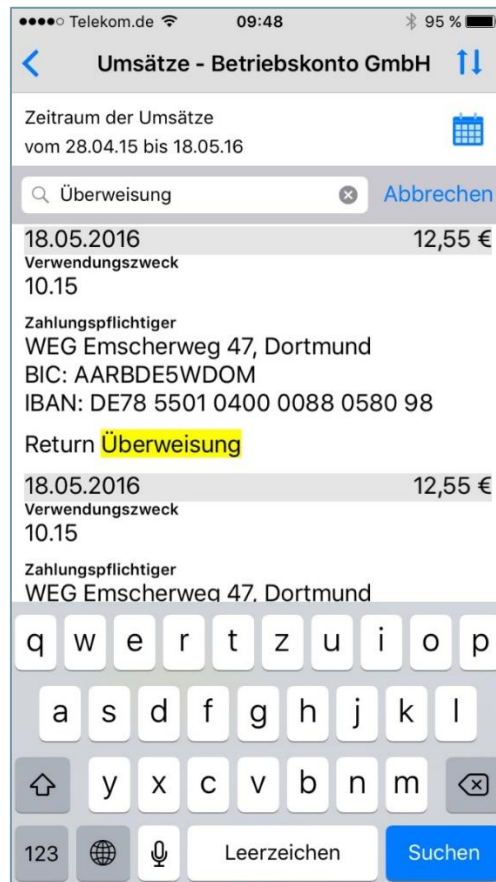 Telekom.de 09:48 95 %
Umsätze - Betriebskonto GmbH
Zeitraum der Umsätze
vom 28.04.15 bis 18.05.16
Überweisung Abbrechen
18.05.2016 12,55 €
Verwendungszweck
10.15
Zahlungspflichtiger
WEG Emscherweg 47, Dortmund
BIC: AARBDE5WDOM
IBAN: DE78 5501 0400 0088 0580 98
Return Überweisung
18.05.2016 12,55 €
Verwendungszweck
10.15
Zahlungspflichtiger
WEG Emscherweg 47, Dortmund
q w e r t z u i o p
a s d f g h j k l
y x c v b n m
123 Leerzeichen Suchen